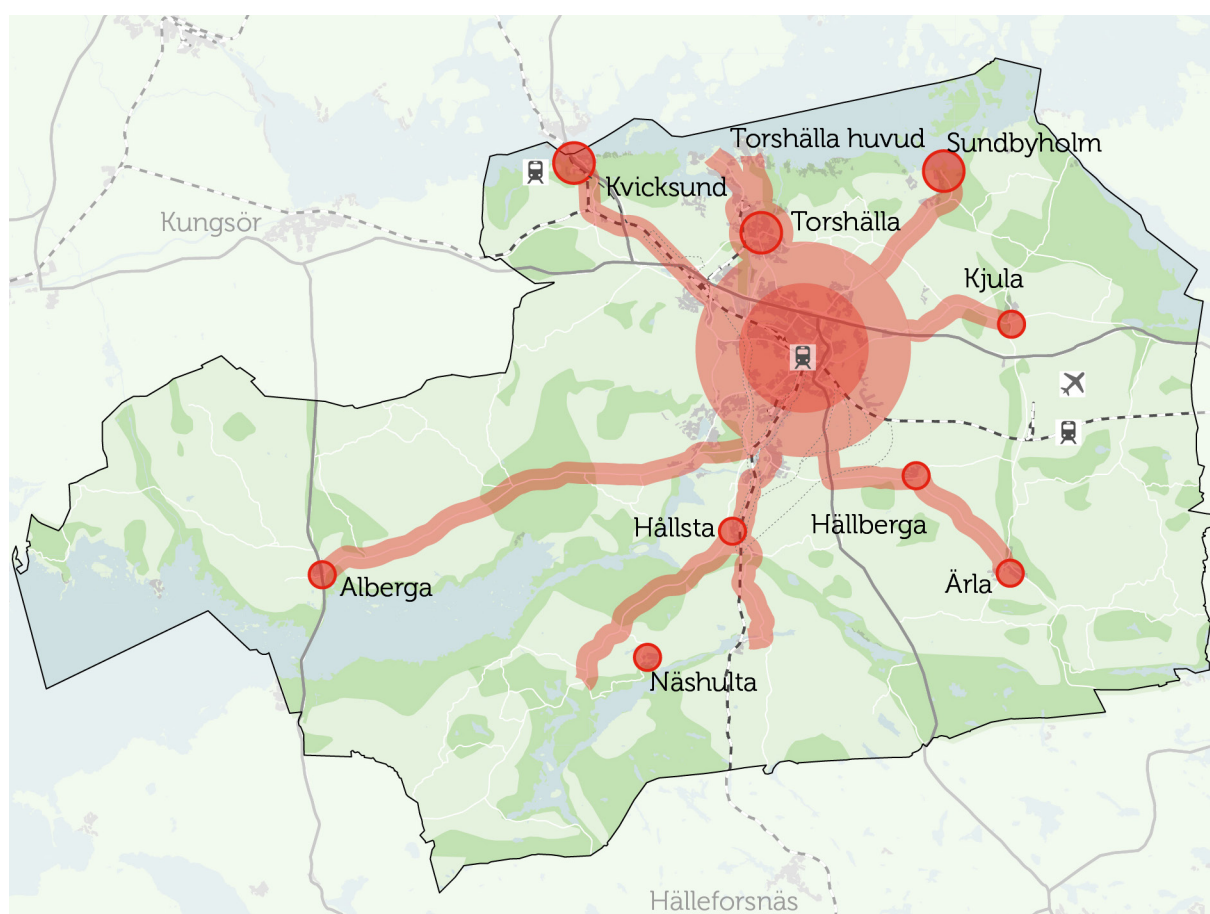 Torshälla huvud
Sundbyholm
Kvicksund
Kungsör
Torshälla
Kjula
Hållsta
Hällberga
Alberga
Ärla
Näshulta
Hälleforsnäs